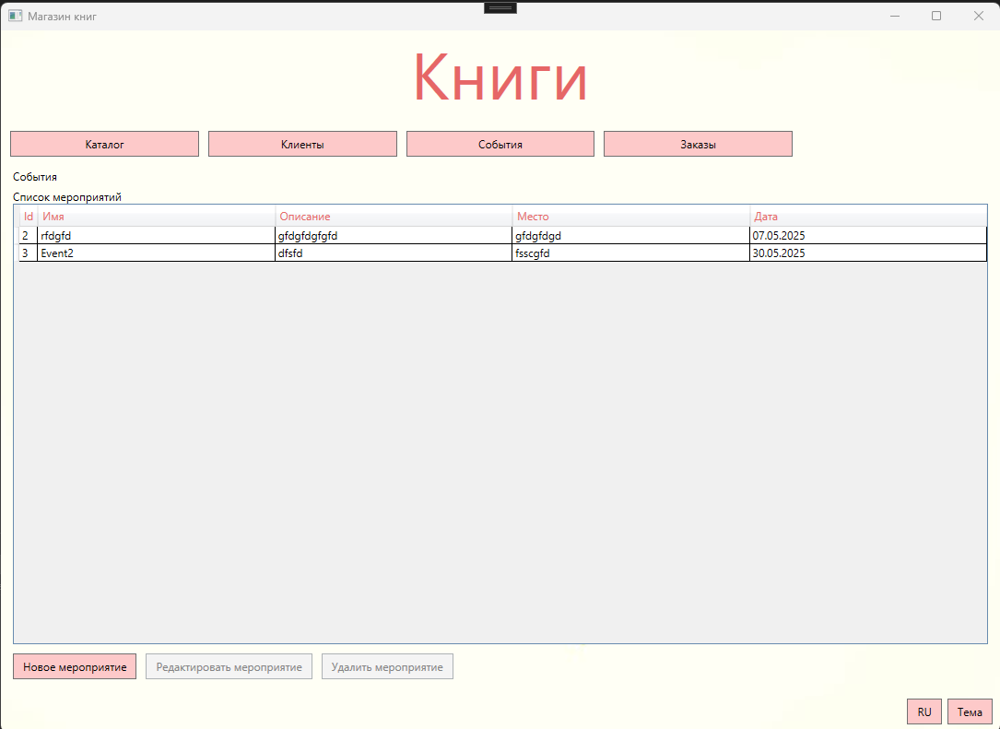 Магазин книг
Книги
Каталог Клиенты События Заказы
События
Список мероприятий
Id Имя Описание Место Дата
2 rfdgfd gfdgfdgfgfd gfdgfdgd 07.05.2025
3 Event2 dfsfd fsscgfd 30.05.2025
Новое мероприятие Редактировать мероприятие Удалить мероприятие
RU Тема